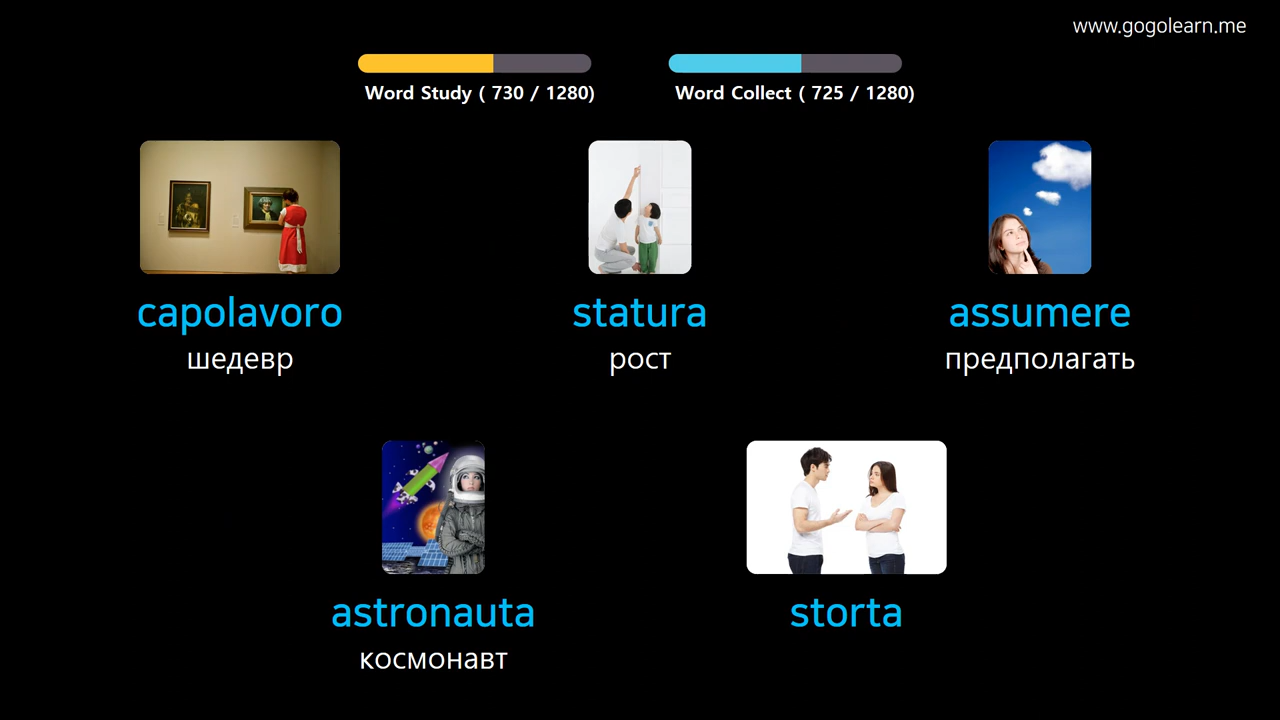 www.gogolearn.me
Word Study ( 730 / 1280)
Word Collect ( 725 / 1280)
capolavoro
шедевр
statura
рост
assumere
предполагать
astronauta
космонавт
storta